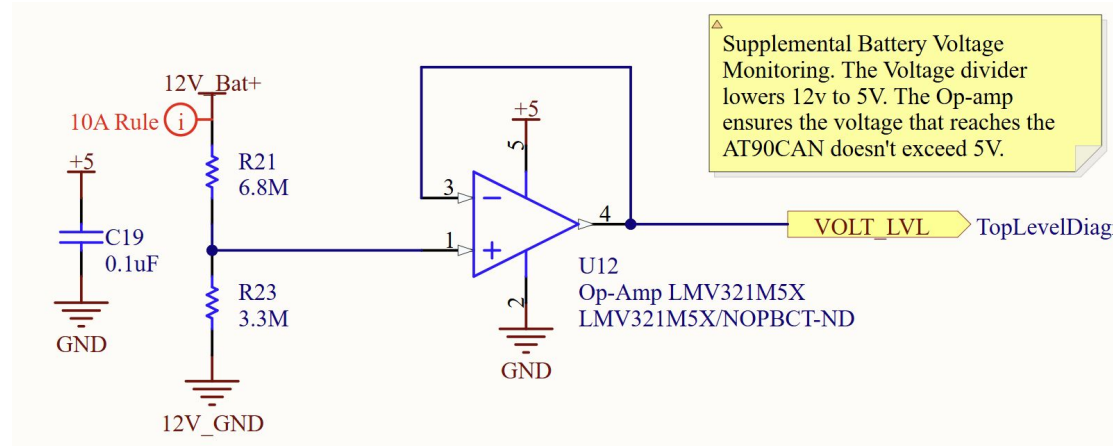 Supplemental Battery Voltage
Monitoring. The Voltage divider
lowers 12v to 5V. The Op-amp
ensures the voltage that reaches the
AT90CAN doesn't exceed 5V.
12V_Bat+
10A Rule i
+5
C19
0.1uF
GND
R21
6.8M
R23
3.3M
12V_GND
+5
5
3
1
4
2
GND
U12
Op-Amp LMV321M5X
LMV321M5X/NOPBCT-ND
VOLT_LVL
TopLevelDiag